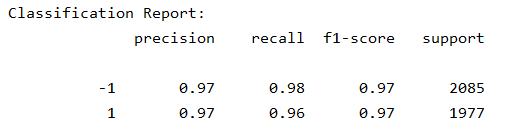 Classification Report:
precision recall f1-score support
-1 0.97 0.98 0.97 2085
1 0.97 0.96 0.97 1977